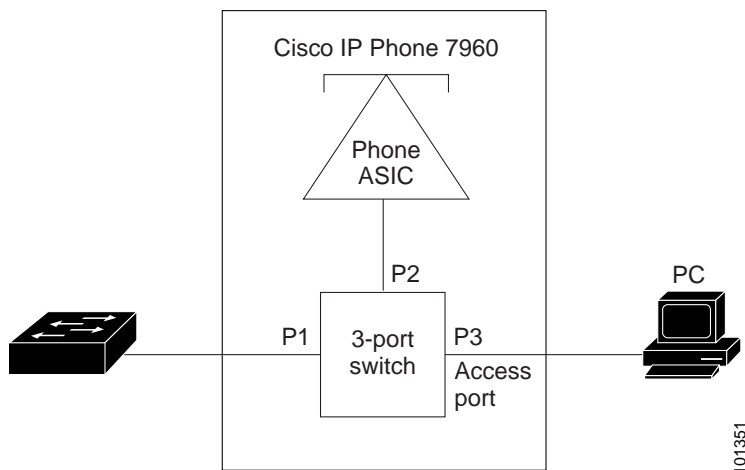 Cisco IP Phone 7960
Phone
ASIC
P2
PC
P1
3-port
switch
P3
Access
port
101351